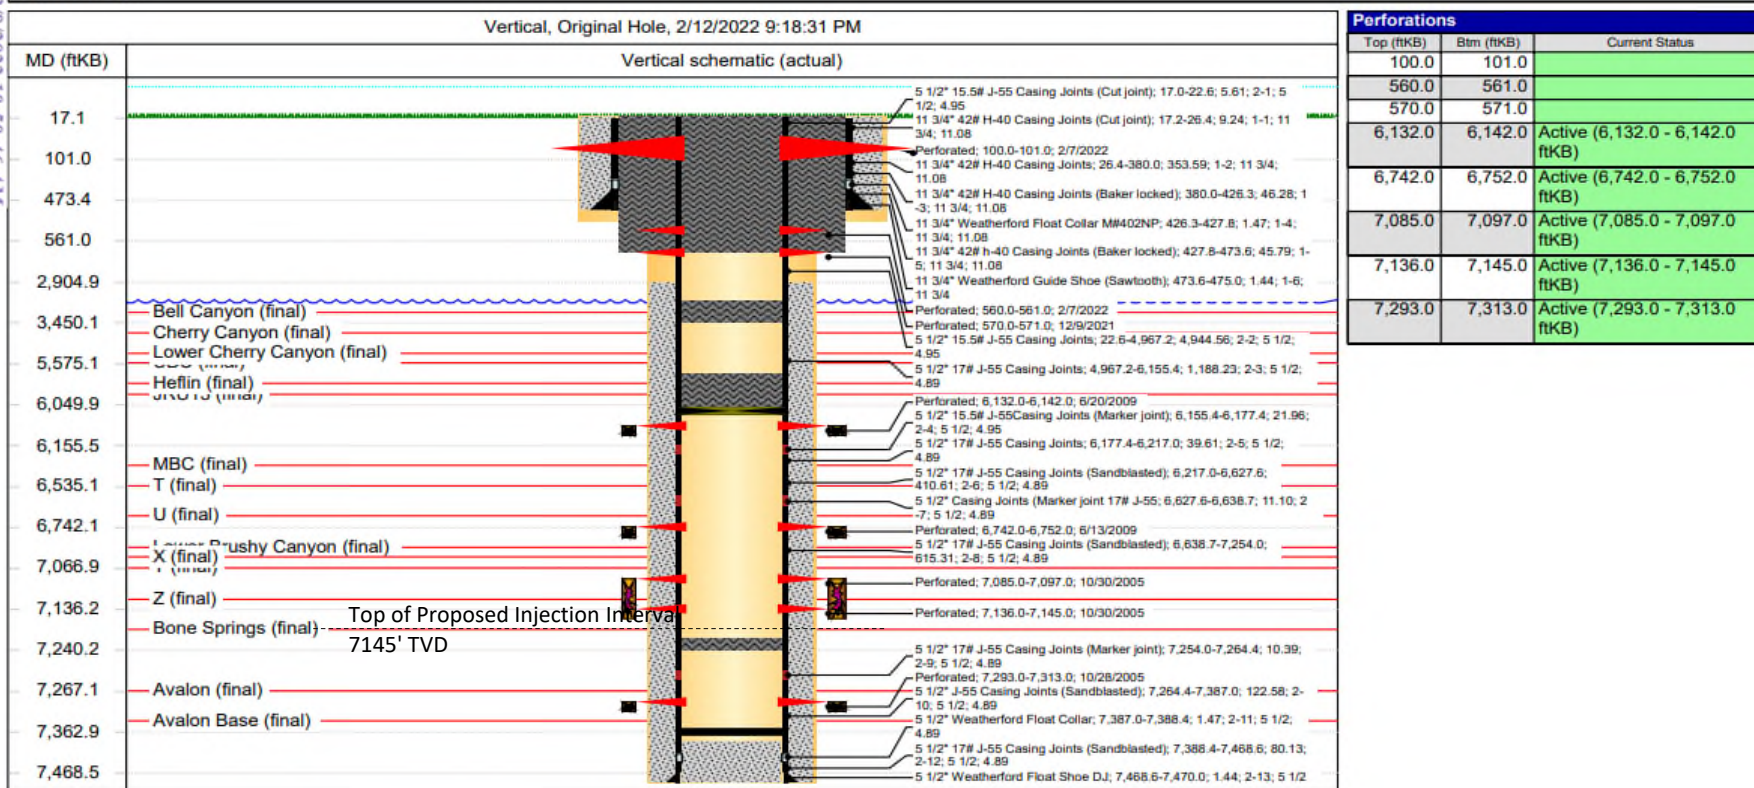 Vertical, Original Hole, 2/12/2022 9:18:31 PM
MD (ftKB)
Vertical schematic (actual)
17.1
101.0
473.4
561.0
2,904.9
3,450.1
5,575.1
6,049.9
6,155.5
6,535.1
6,742.1
7,066.9
7,136.2
7,240.2
7,267.1
7,362.9
7,468.5
Bell Canyon (final)
Cherry Canyon (final)
Lower Cherry Canyon (final)
Heflin (final)
MBC (final)
T (final)
U (final)
Lower Brushy Canyon (final)
X (final)
Z (final)
Bone Springs (final)
Avalon (final)
Avalon Base (final)
Top of Proposed Injection Interva
7145' TVD
5 1/2" 15.5# J-55 Casing Joints (Cut joint); 17.0-22.6; 5.61; 2-1; 5
1/2; 4.95
11 3/4" 42# H-40 Casing Joints (Cut joint); 17.2-26.4; 9.24; 1-1; 11
3/4; 11.08
Perforated; 100.0-101.0; 2/7/2022
11 3/4" 42# H-40 Casing Joints; 26.4-380.0; 353.59; 1-2; 11 3/4;
11.08
11 3/4" 42# H-40 Casing Joints (Baker locked); 380.0-426.3; 46.28; 1
-3; 11 3/4; 11.08
11 3/4" Weatherford Float Collar M#402NP; 426.3-427.8; 1.47; 1-4;
11 3/4; 11.08
11 3/4" 42# h-40 Casing Joints (Baker locked); 427.8-473.6; 45.79; 1-
5; 11 3/4; 11.08
11 3/4" Weatherford Guide Shoe (Sawtooth); 473.6-475.0; 1.44; 1-6;
11 3/4
Perforated; 560.0-561.0; 2/7/2022
Perforated; 570.0-571.0; 12/9/2021
5 1/2" 15.5# J-55 Casing Joints; 22.6-4,967.2; 4,944.56; 2-2; 5 1/2;
4.95
5 1/2" 17# J-55 Casing Joints; 4,967.2-6,155.4; 1,188.23; 2-3; 5 1/2;
4.89
Perforated; 6,132.0-6,142.0; 6/20/2009
5 1/2" 15.5# J-55Casing Joints (Marker joint); 6,155.4-6,177.4; 21.96;
2-4; 5 1/2; 4.95
5 1/2" 17# J-55 Casing Joints; 6,177.4-6,217.0; 39.61; 2-5; 5 1/2;
4.89
5 1/2" 17# J-55 Casing Joints (Sandblasted); 6,217.0-6,627.6;
410.61; 2-6; 5 1/2; 4.89
5 1/2" Casing Joints (Marker joint 17# J-55; 6,627.6-6,638.7; 11.10; 2
-7; 5 1/2; 4.89
Perforated; 6,742.0-6,752.0; 6/13/2009
5 1/2" 17# J-55 Casing Joints (Sandblasted); 6,638.7-7,254.0;
615.31; 2-8; 5 1/2; 4.89
Perforated; 7,085.0-7,097.0; 10/30/2005
Perforated; 7,136.0-7,145.0; 10/30/2005
5 1/2" 17# J-55 Casing Joints (Marker joint); 7,254.0-7,264.4; 10.39;
2-9; 5 1/2; 4.89
Perforated; 7,293.0-7,313.0; 10/28/2005
5 1/2" J-55 Casing Joints (Sandblasted); 7,264.4-7,387.0; 122.58; 2-
10; 5 1/2; 4.89
5 1/2" Weatherford Float Collar; 7,387.0-7,388.4; 1.47; 2-11; 5 1/2;
4.89
5 1/2" 17# J-55 Casing Joints (Sandblasted); 7,388.4-7,468.6; 80.13;
2-12; 5 1/2; 4.89
5 1/2" Weatherford Float Shoe DJ; 7,468.6-7,470.0; 1.44; 2-13; 5 1/2
Perforations
Top (ftKB) Btm (ftKB) Current Status
100.0 101.0
560.0 561.0
570.0 571.0
6,132.0 6,142.0 Active (6,132.0 - 6,142.0
ftKB)
6,742.0 6,752.0 Active (6,742.0 - 6,752.0
ftKB)
7,085.0 7,097.0 Active (7,085.0 - 7,097.0
ftKB)
7,136.0 7,145.0 Active (7,136.0 - 7,145.0
ftKB)
7,293.0 7,313.0 Active (7,293.0 - 7,313.0
ftKB)